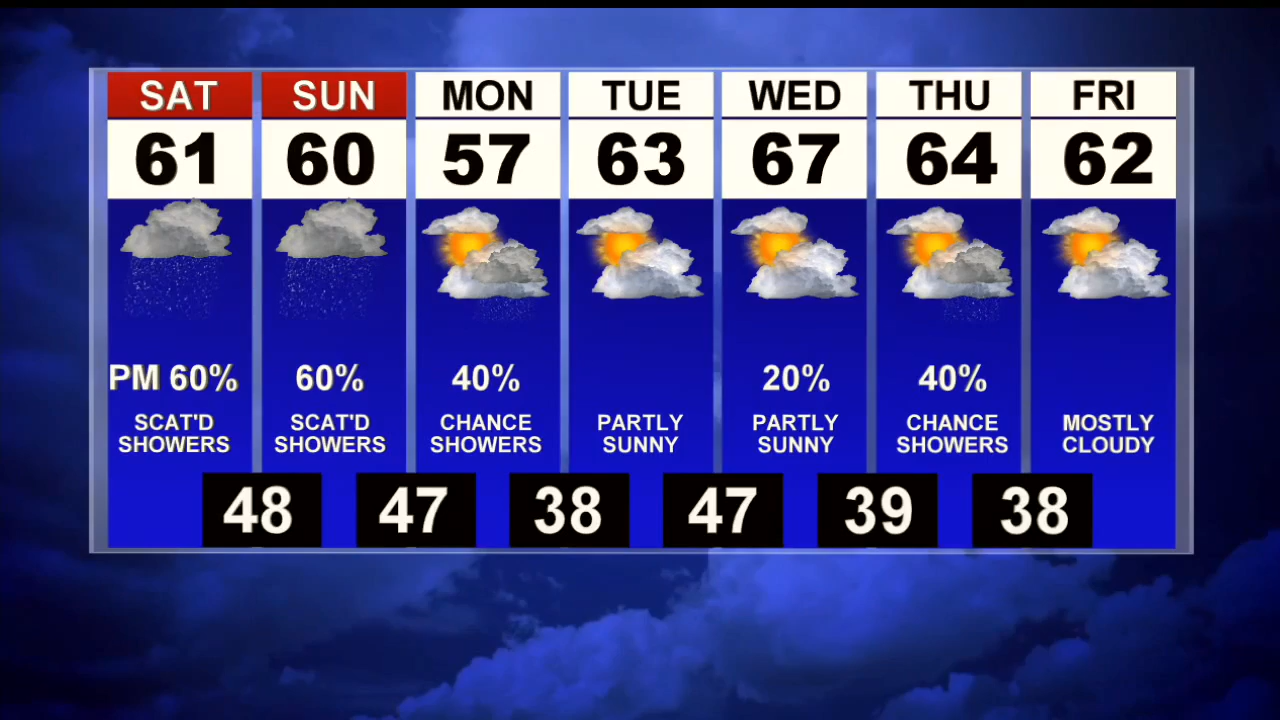 SAT SUN MON TUE WED THU FRI
61 60 57 63 67 64 62
PM 60% 60% 40% 20% 40%
SCAT'D SCAT'D CHANCE PARTLY PARTLY CHANCE MOSTLY
SHOWERS SHOWERS SHOWERS SUNNY SUNNY SHOWERS CLOUDY
48 47 38 47 39 38